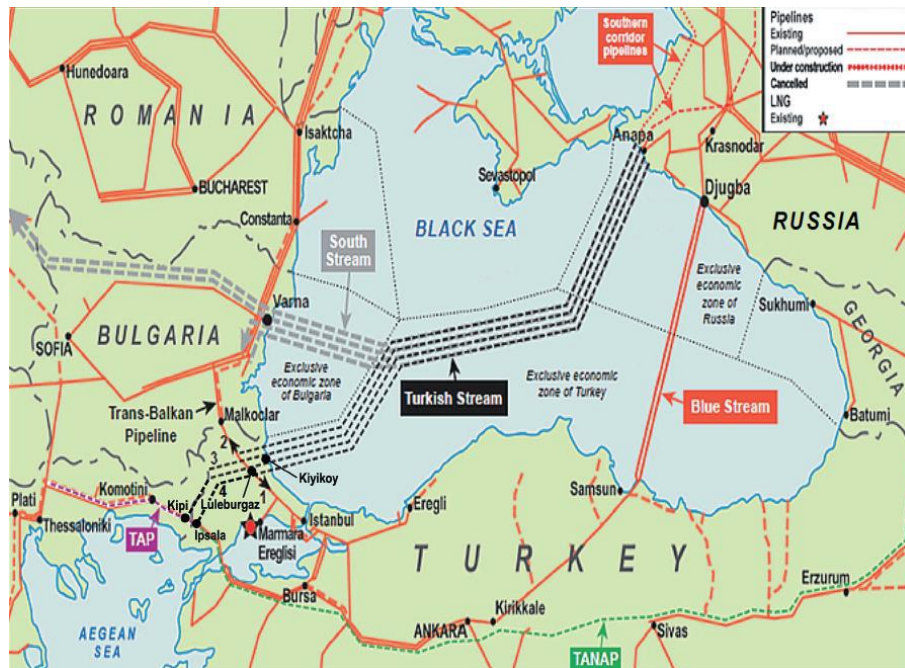 Pipelines
Existing
Planned/proposed
Under construction
Cancelled
LNG
Existing
Southern
corridor
pipelines
Hunedoara
ROMANIA
Isaktcha
Anapa
Krasnodar
BUCHAREST
Sevastopol
Djugba
Constanta
BLACK SEA
RUSSIA
South
Stream
Exclusive
economic
zone of
Russia
Varna
Sukhumi
BULGARIA
GEORGIA
SOFIA
Exclusive
economic zone
of Bulgaria
Turkish Stream
Exclusive economic
zone of Turkey
Blue Stream
Trans-Balkan
Pipeline
Malkoclar
Batumi
2
3
Kiyikoy
4
Luleburgaz
1
Komotini
Plati
Kipi
Samsun
Eregli
Thessaloniki
TAP
Ipsala
Istanbul
Marmara
Ereglisi
TURKEY
Bursa
Erzurum
Kirikkale
ANKARA
Sivas
AEGEAN
SEA
TANAP